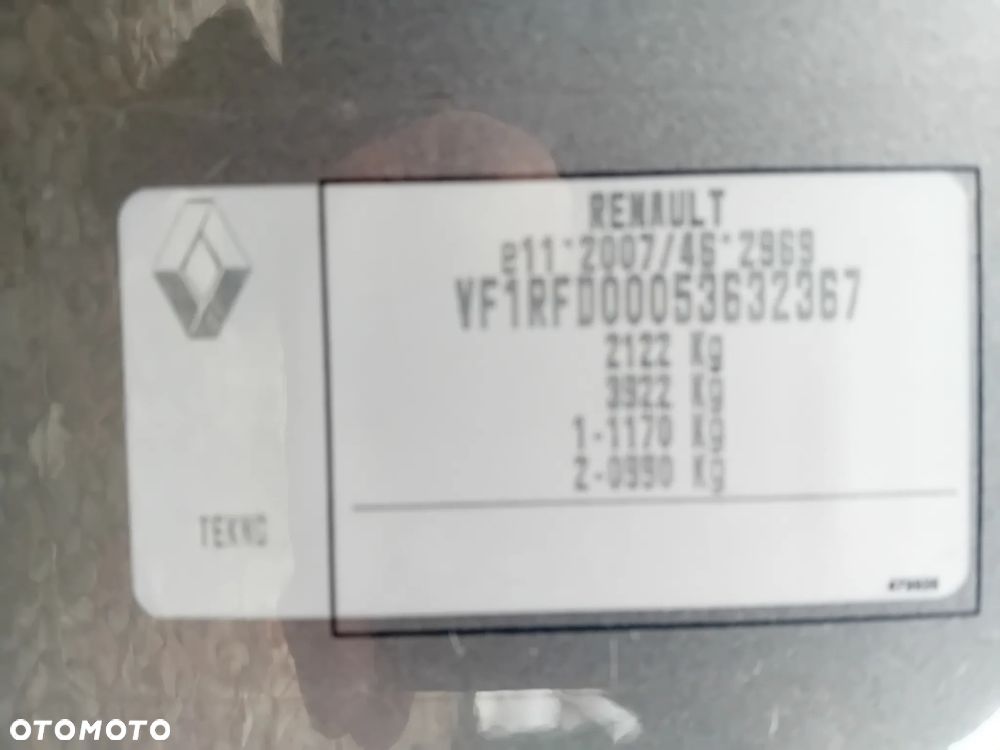 RENAULT
e11*2007/46*2969
VF1RFD00053632367
2122 Kg
3922 Kg
1-1170 Kg
2-0990 Kg
TEKNO
OTOMOTO